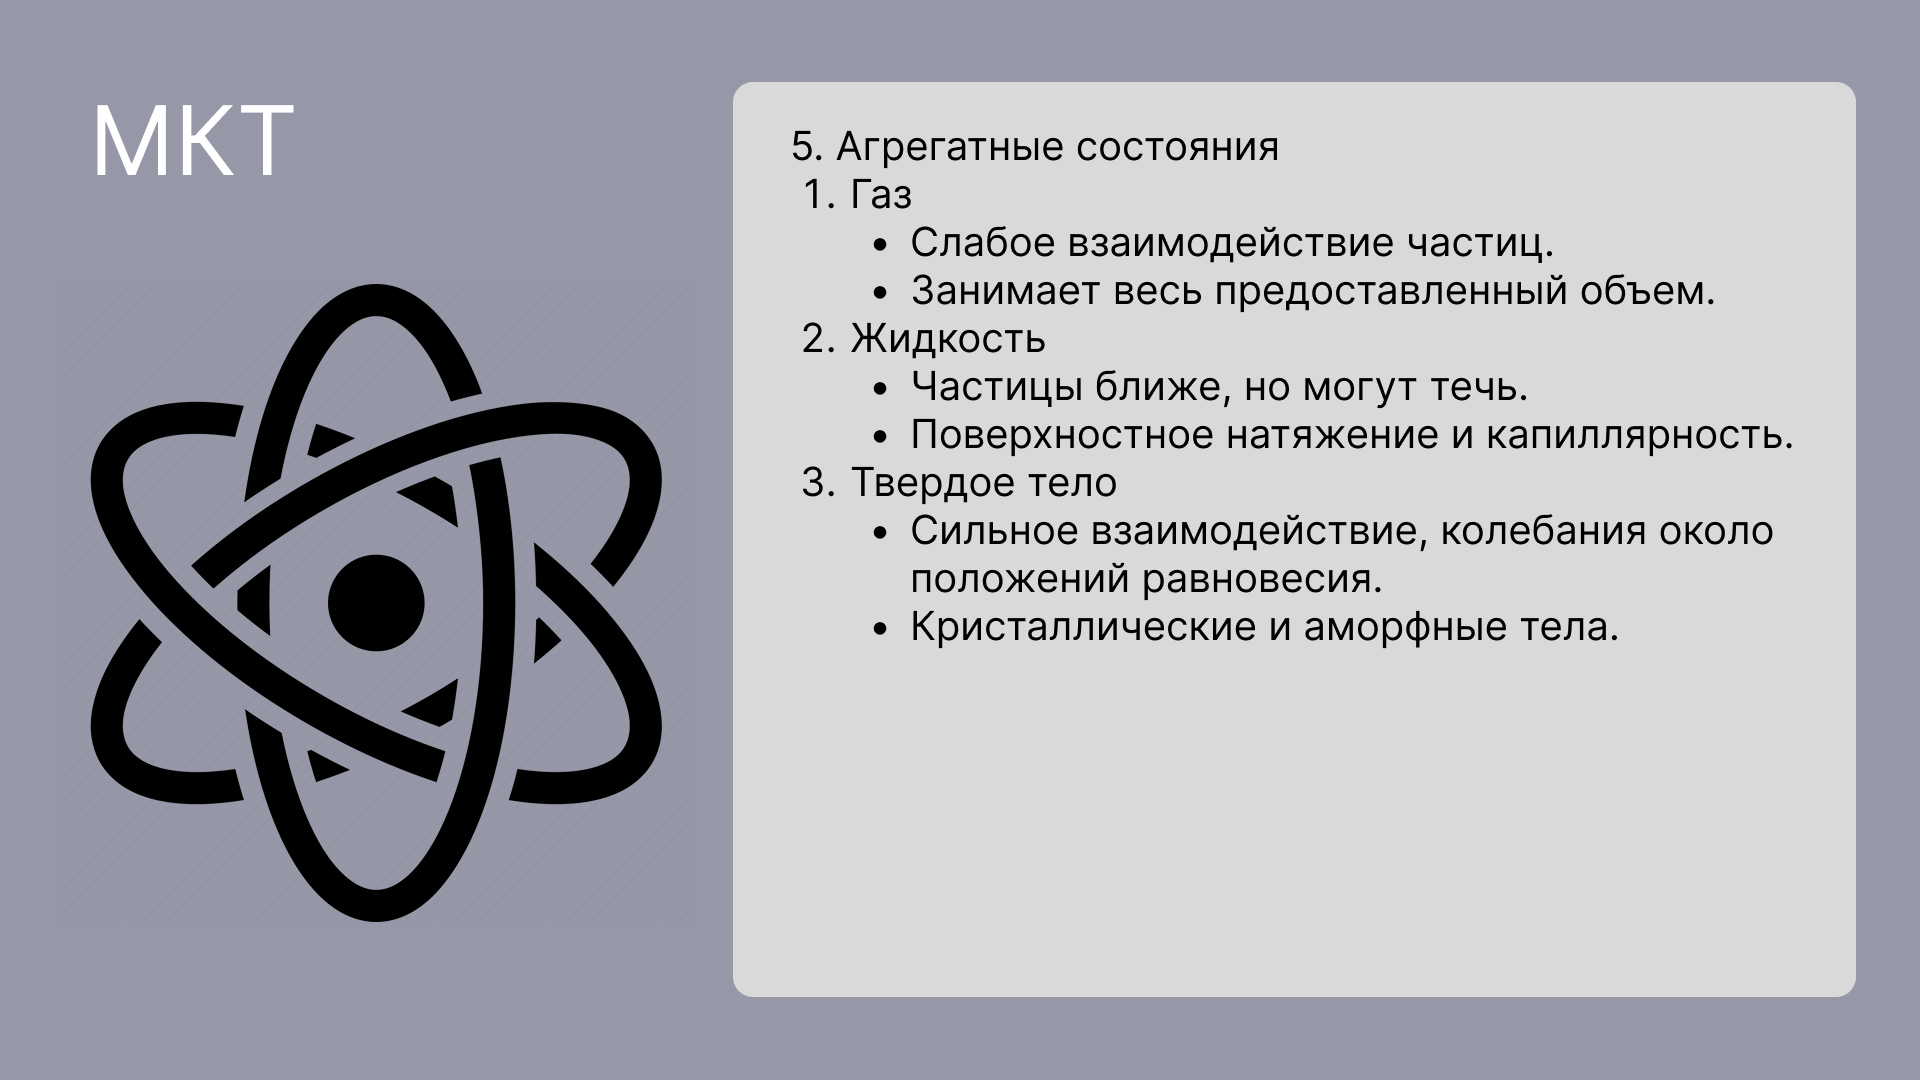 МКТ
5. Агрегатные состояния
1. Газ
• Слабое взаимодействие частиц.
• Занимает весь предоставленный объем.
2. Жидкость
• Частицы ближе, но могут течь.
• Поверхностное натяжение и капиллярность.
3. Твердое тело
• Сильное взаимодействие, колебания около
положений равновесия.
• Кристаллические и аморфные тела.